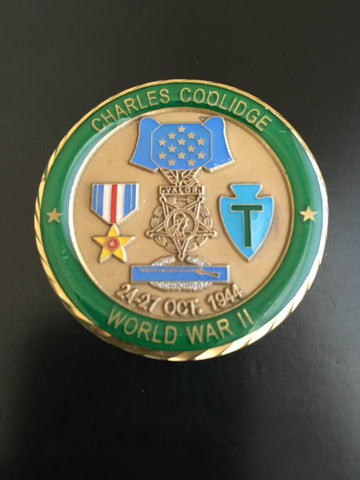 CHARLES COOLIDGE
VALOR
T
24-27 OCT. 1944
WORLD WAR II